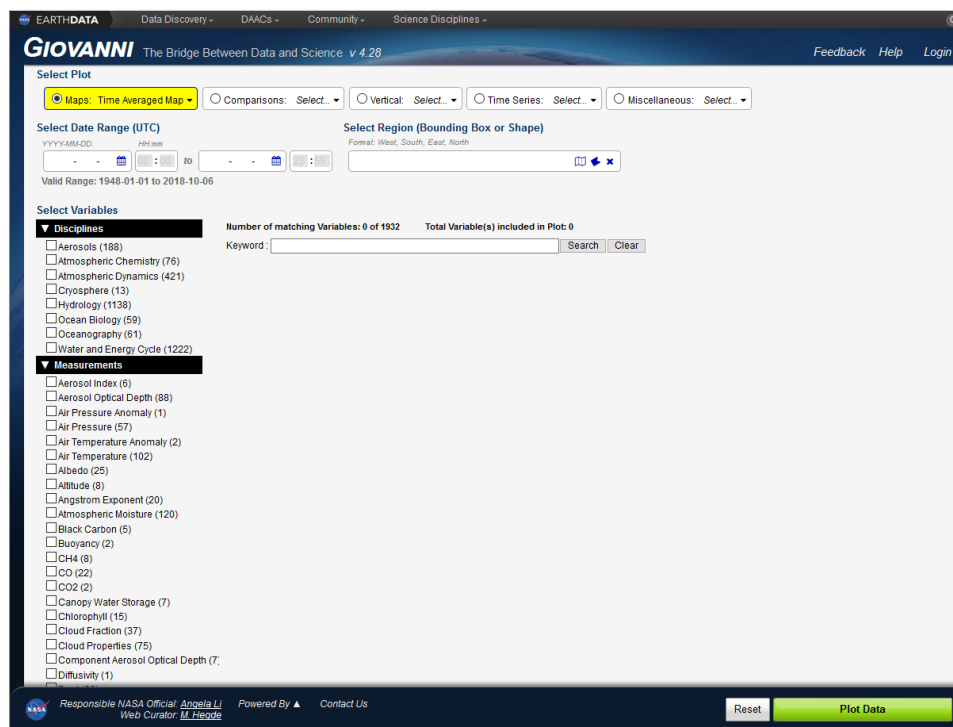 EARTHDATA Data Discovery DAACs Community Science Disciplines
GIOVANNI The Bridge Between Data and Science v 4.28 Feedback Help Login
Select Plot
Maps: Time Averaged Map Comparisons: Select... Vertical: Select... Time Series: Select... Miscellaneous: Select...
Select Date Range (UTC) Select Region (Bounding Box or Shape)
YYYY-MM-DD. HH:mm Format: West, South, East, North
- - 00 : 00 to - - 23 : 59
Valid Range: 1948-01-01 to 2018-10-06
Select Variables
▼ Disciplines Number of matching Variables: 0 of 1932 Total Variable(s) included in Plot: 0
Keyword : Search Clear
Aerosols (188)
Atmospheric Chemistry (76)
Atmospheric Dynamics (421)
Cryosphere (13)
Hydrology (1138)
Ocean Biology (59)
Oceanography (61)
Water and Energy Cycle (1222)
▼ Measurements
Aerosol Index (6)
Aerosol Optical Depth (88)
Air Pressure Anomaly (1)
Air Pressure (57)
Air Temperature Anomaly (2)
Air Temperature (102)
Albedo (25)
Altitude (8)
Angstrom Exponent (20)
Atmospheric Moisture (120)
Black Carbon (5)
Buoyancy (2)
CH4 (8)
CO (22)
CO2 (2)
Canopy Water Storage (7)
Chlorophyll (15)
Cloud Fraction (37)
Cloud Properties (75)
Component Aerosol Optical Depth (7
Diffusivity (1)
NASA Responsible NASA Official: Angela Li Powered By ▲ Contact Us
Web Curator: M. Hegde
Reset Plot Data